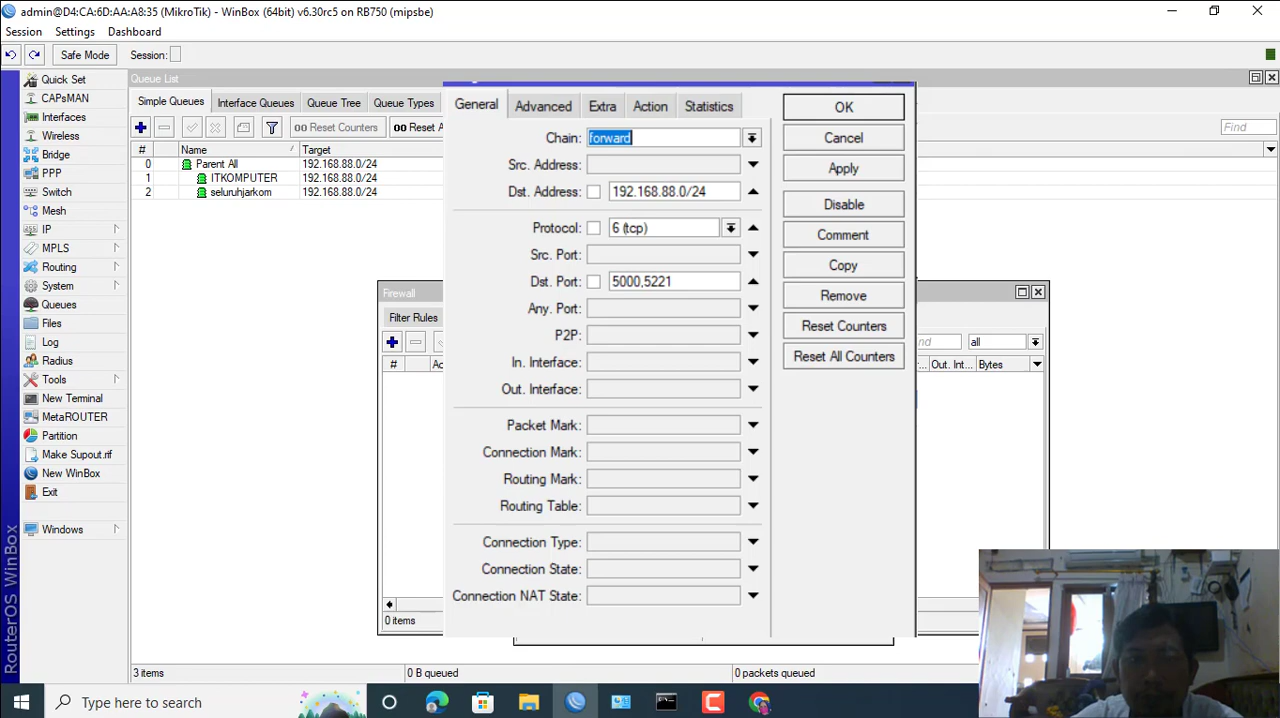 admin@D4:CA:6D:AA:A8:35 (MikroTik) - WinBox (64bit) v6.30rc5 on RB750 (mipsbe)
Session Settings Dashboard
Safe Mode Session:
Queue List
Simple Queues Interface Queues Queue Tree Queue Types
Reset Counters 00 Reset A Find
# Name Target
0 Parent All 192.168.88.0/24
1 ITKOMPUTER 192.168.88.0/24
2 seluruhjarkom 192.168.88.0/24
Quick Set
CAPsMAN
Interfaces
Wireless
Bridge
PPP
Switch
Mesh
IP
MPLS
Routing
System
Queues
Files
Log
Radius
Tools
New Terminal
MetaROUTER
Partition
Make Supout.rif
New WinBox
Exit
Windows
RouterOS WinBox
Firewall
Filter Rules
# Ac
0 items
General Advanced Extra Action Statistics
Chain: forward
Src. Address:
Dst. Address: 192.168.88.0/24
Protocol: 6 (tcp)
Src. Port:
Dst. Port: 5000,5221
Any. Port:
P2P:
In. Interface:
Out. Interface:
Packet Mark:
Connection Mark:
Routing Mark:
Routing Table:
Connection Type:
Connection State:
Connection NAT State:
OK
Cancel
Apply
Disable
Comment
Copy
Remove
Reset Counters
Reset All Counters
nd all
r... Out. Int... Bytes
3 items 0 B queued 0 packets queued
Type here to search